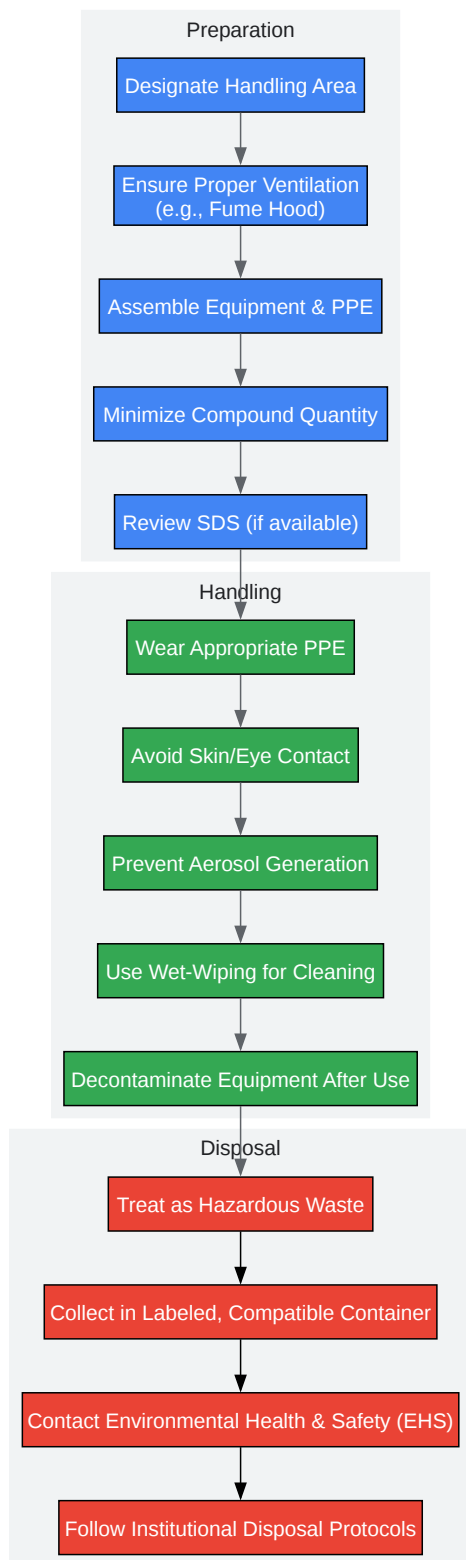 Preparation
Designate Handling Area
Ensure Proper Ventilation
(e.g., Fume Hood)
Assemble Equipment & PPE
Minimize Compound Quantity
Review SDS (if available)
Handling
Wear Appropriate PPE
Avoid Skin/Eye Contact
Prevent Aerosol Generation
Use Wet-Wiping for Cleaning
Decontaminate Equipment After Use
Disposal
Treat as Hazardous Waste
Collect in Labeled, Compatible Container
Contact Environmental Health & Safety (EHS)
Follow Institutional Disposal Protocols